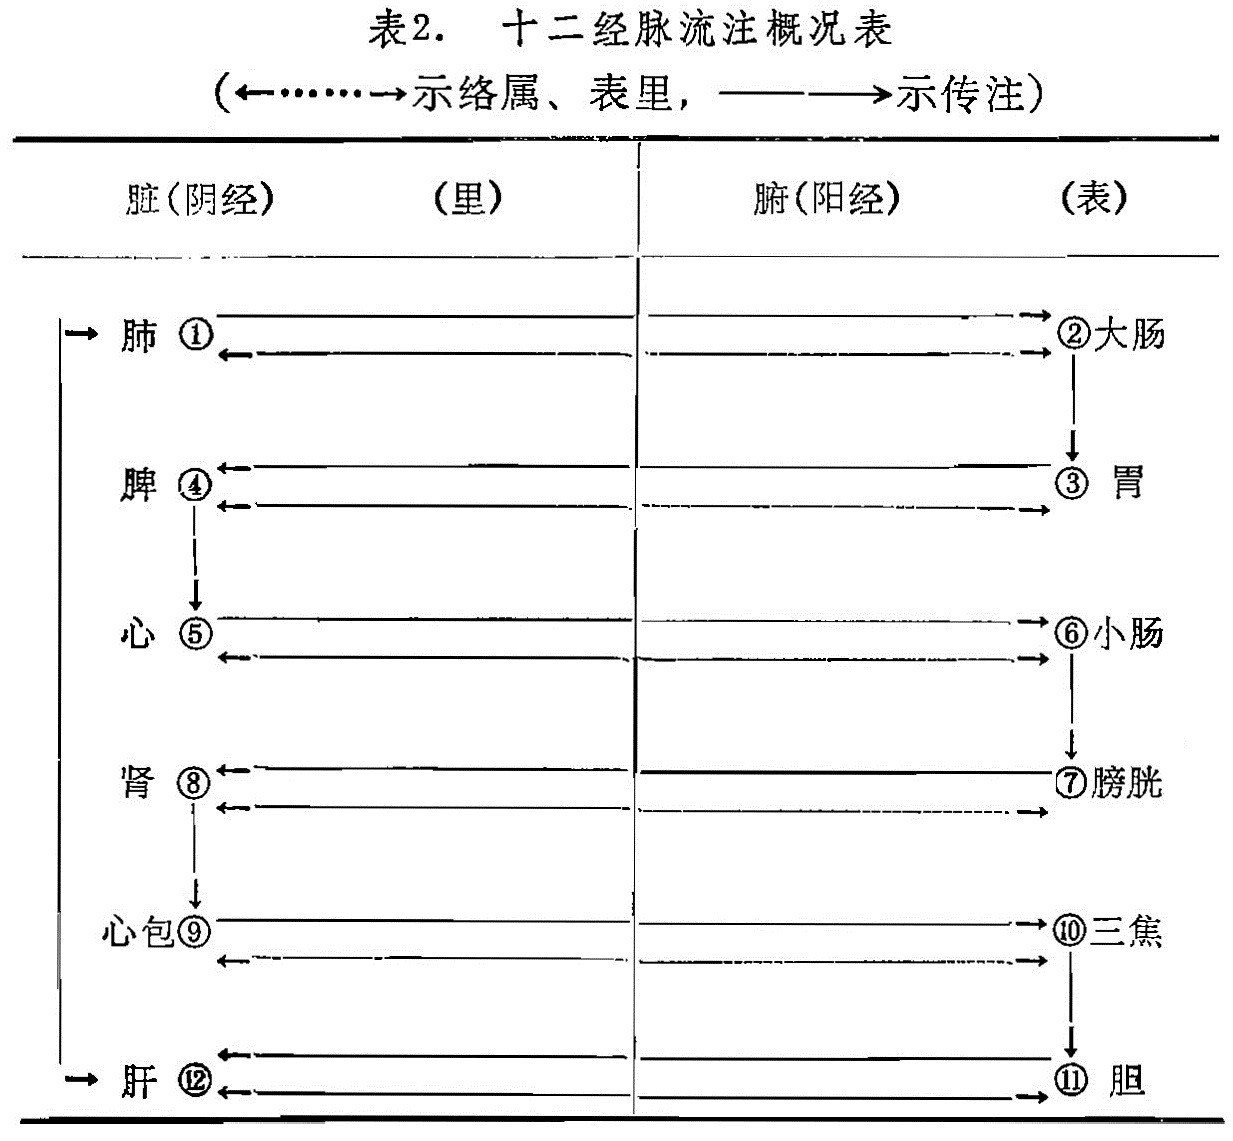 表2. 十二经脉流注概况表
(←……→示络属、表里，——→示传注)
脏(阴经) (里) 腑(阳经) (表)
肺 ① ②大肠
脾 ④ ③ 胃
心 ⑤ ⑥小肠
肾 ⑧ ⑦膀胱
心包⑨ ⑩三焦
肝 ⑫ ⑪ 胆